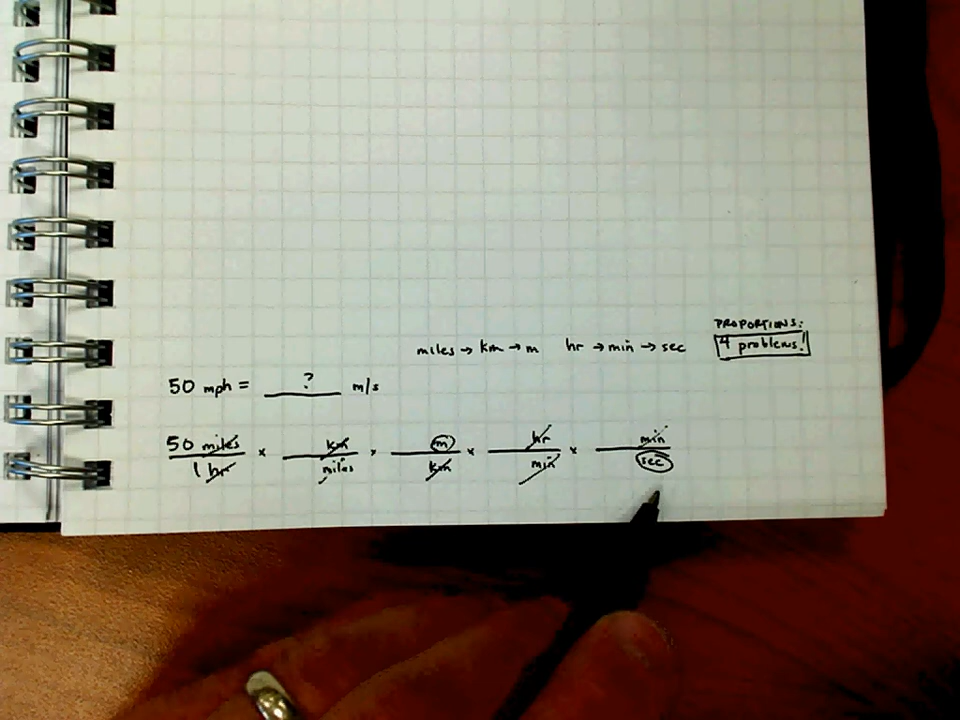 PROPORTIONS:
miles → km → m hr → min → sec 4 problems!
50 mph = ? m/s
50 miles × km × m × hr × min
1 hr miles km min sec